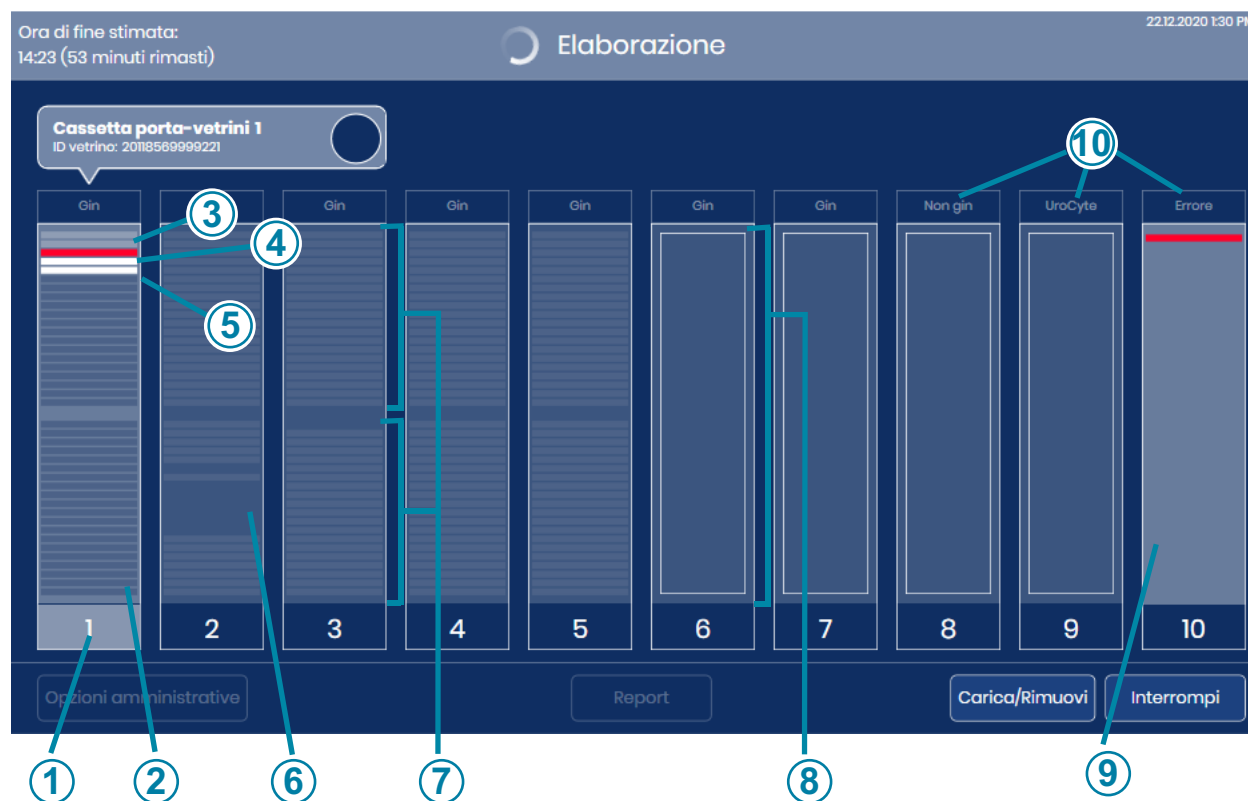 Ora di fine stimata:
14:23 (53 minuti rimasti)
Elaborazione
22.12.2020 1:30 PM
Cassetta porta-vetrini 1
ID vetrino: 20118569999221
10
Gin Gin Gin Gin Gin Gin Non gin UroCyte Errore
3
4
5
1 2 3 4 5 6 7 8 9 10
Opzioni amministrative Report Carica/Rimuovi Interrompi
1 2 6 7 8 9